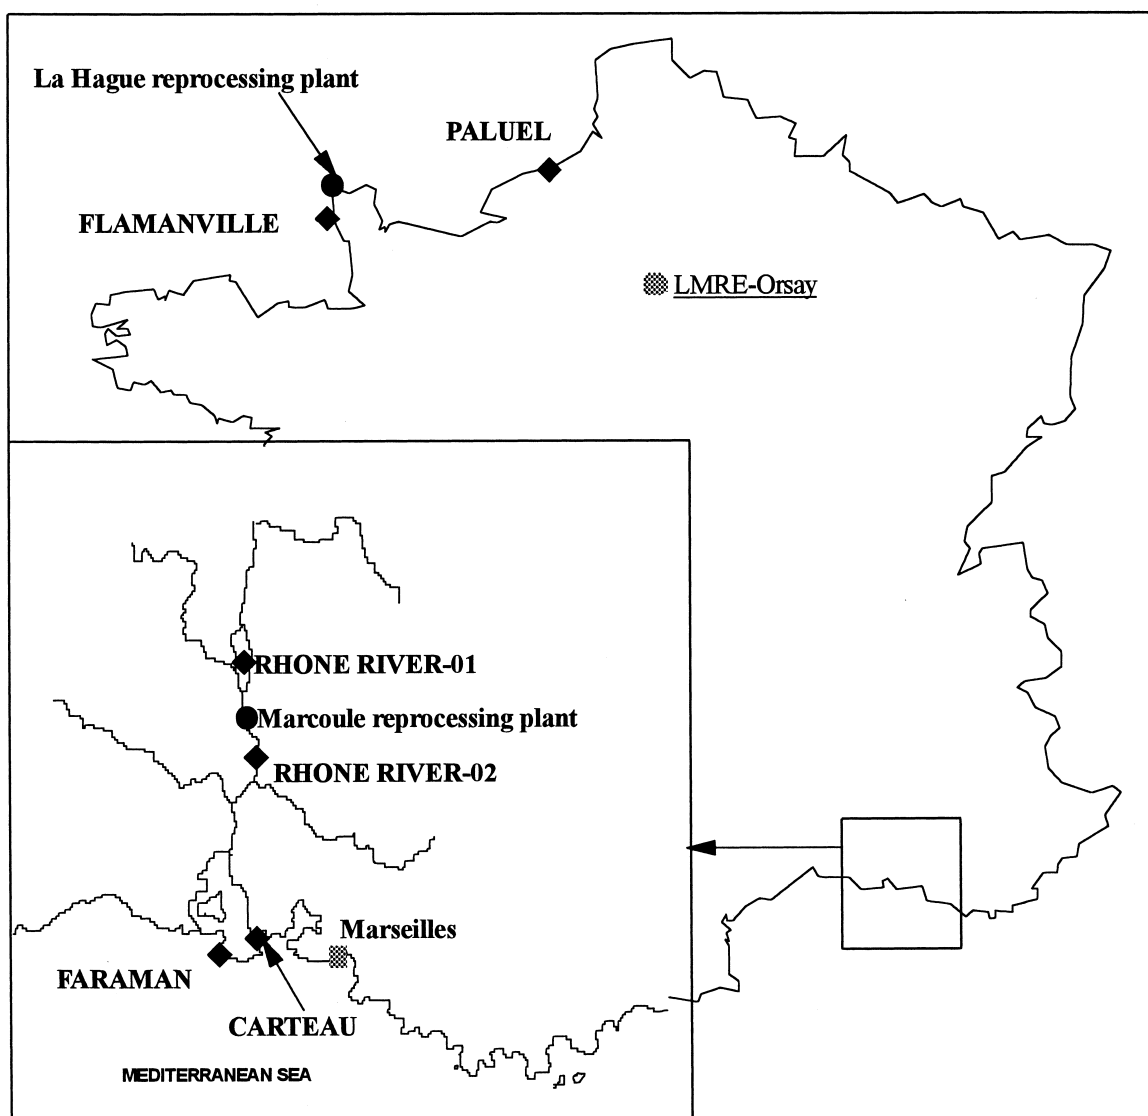 La Hague reprocessing plant
PALUEL
FLAMANVILLE
LMRE-Orsay
RHONE RIVER-01
Marcoule reprocessing plant
RHONE RIVER-02
Marseilles
FARAMAN
CARTEAU
MEDITERRANEAN SEA